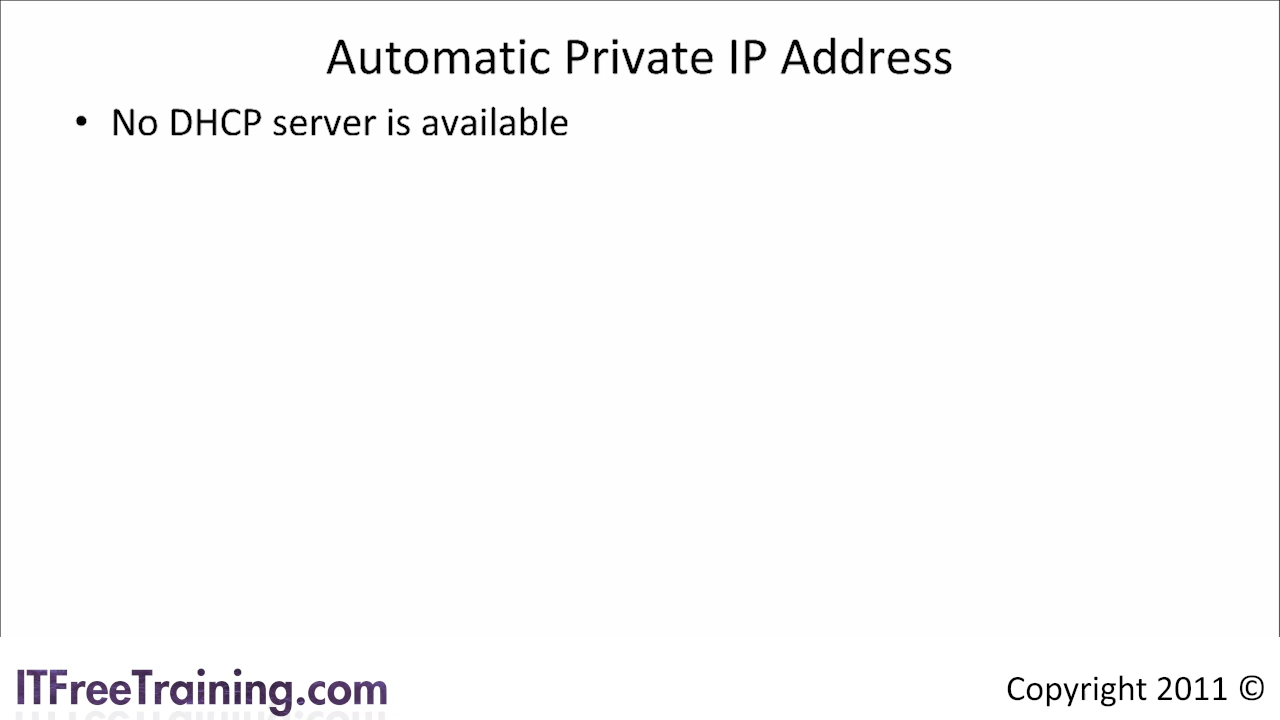 Automatic Private IP Address
• No DHCP server is available
ITFreeTraining.com
Copyright 2011 ©